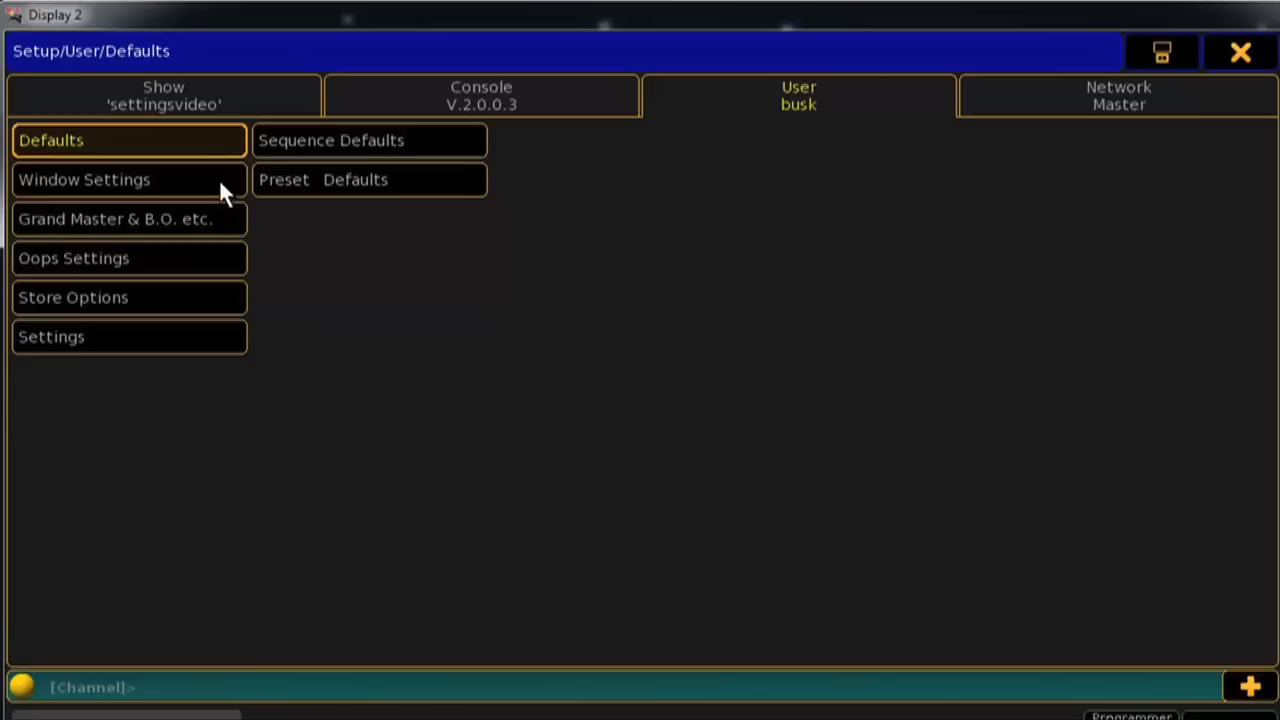 Display 2
Setup/User/Defaults
Show
'settingsvideo'
Console
V.2.0.0.3
User
busk
Network
Master
Defaults
Sequence Defaults
Window Settings
Preset Defaults
Grand Master & B.O. etc.
Oops Settings
Store Options
Settings
[Channel]>
Programmer